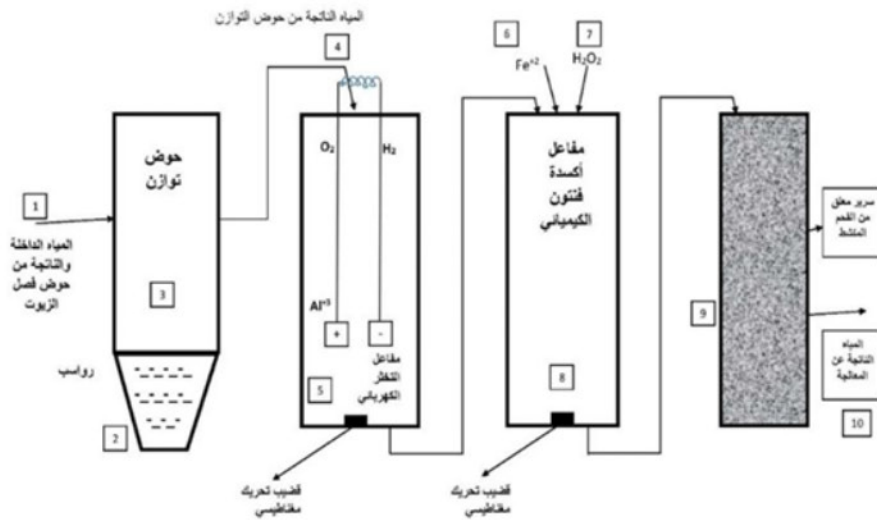 المياه الناتجة من حوض التوازن
4
6
7
Fe⁺²
H₂O₂
حوض
توازن
O₂
H₂
مفاعل
أكسدة
فنتون
الكيميائي
1
المياه الداخلة
والناتجة من
حوض فصل
الزيوت
3
سرير معلق
من الفحم
المنشط
Al⁺³
+
-
9
رواسب
مفاعل
التخثر
الكهربائي
5
8
المياه
الناتجة عن
المعالجة
2
10
قضيب تحريك
مغناطيسي
قضيب تحريك
مغناطيسي